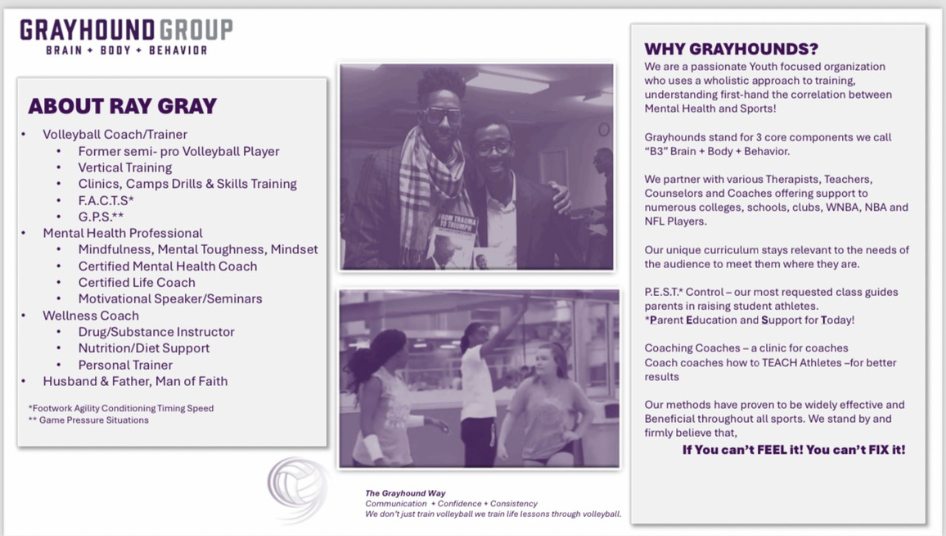 GRAYHOUND GROUP
BRAIN + BODY + BEHAVIOR
ABOUT RAY GRAY
• Volleyball Coach/Trainer
• Former semi- pro Volleyball Player
• Vertical Training
• Clinics, Camps Drills & Skills Training
• F.A.C.T.S*
• G.P.S.**
• Mental Health Professional
• Mindfulness, Mental Toughness, Mindset
• Certified Mental Health Coach
• Certified Life Coach
• Motivational Speaker/Seminars
• Wellness Coach
• Drug/Substance Instructor
• Nutrition/Diet Support
• Personal Trainer
• Husband & Father, Man of Faith
*Footwork Agility Conditioning Timing Speed
** Game Pressure Situations
FROM TRAUMA
TO TRIUMPH
The Grayhound Way
Communication + Confidence + Consistency
We don't just train volleyball we train life lessons through volleyball.
WHY GRAYHOUNDS?
We are a passionate Youth focused organization
who uses a wholistic approach to training,
understanding first-hand the correlation between
Mental Health and Sports!
Grayhounds stand for 3 core components we call
“B3” Brain + Body + Behavior.
We partner with various Therapists, Teachers,
Counselors and Coaches offering support to
numerous colleges, schools, clubs, WNBA, NBA and
NFL Players.
Our unique curriculum stays relevant to the needs of
the audience to meet them where they are.
P.E.S.T.* Control – our most requested class guides
parents in raising student athletes.
*Parent Education and Support for Today!
Coaching Coaches – a clinic for coaches
Coach coaches how to TEACH Athletes –for better
results
Our methods have proven to be widely effective and
Beneficial throughout all sports. We stand by and
firmly believe that,
If You can't FEEL it! You can't FIX it!